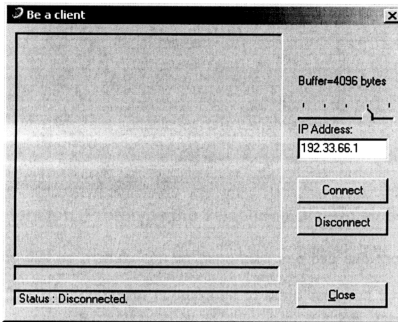 Be a client
Buffer=4096 bytes
IP Address:
192.33.66.1
Connect
Disconnect
Close
Status : Disconnected.